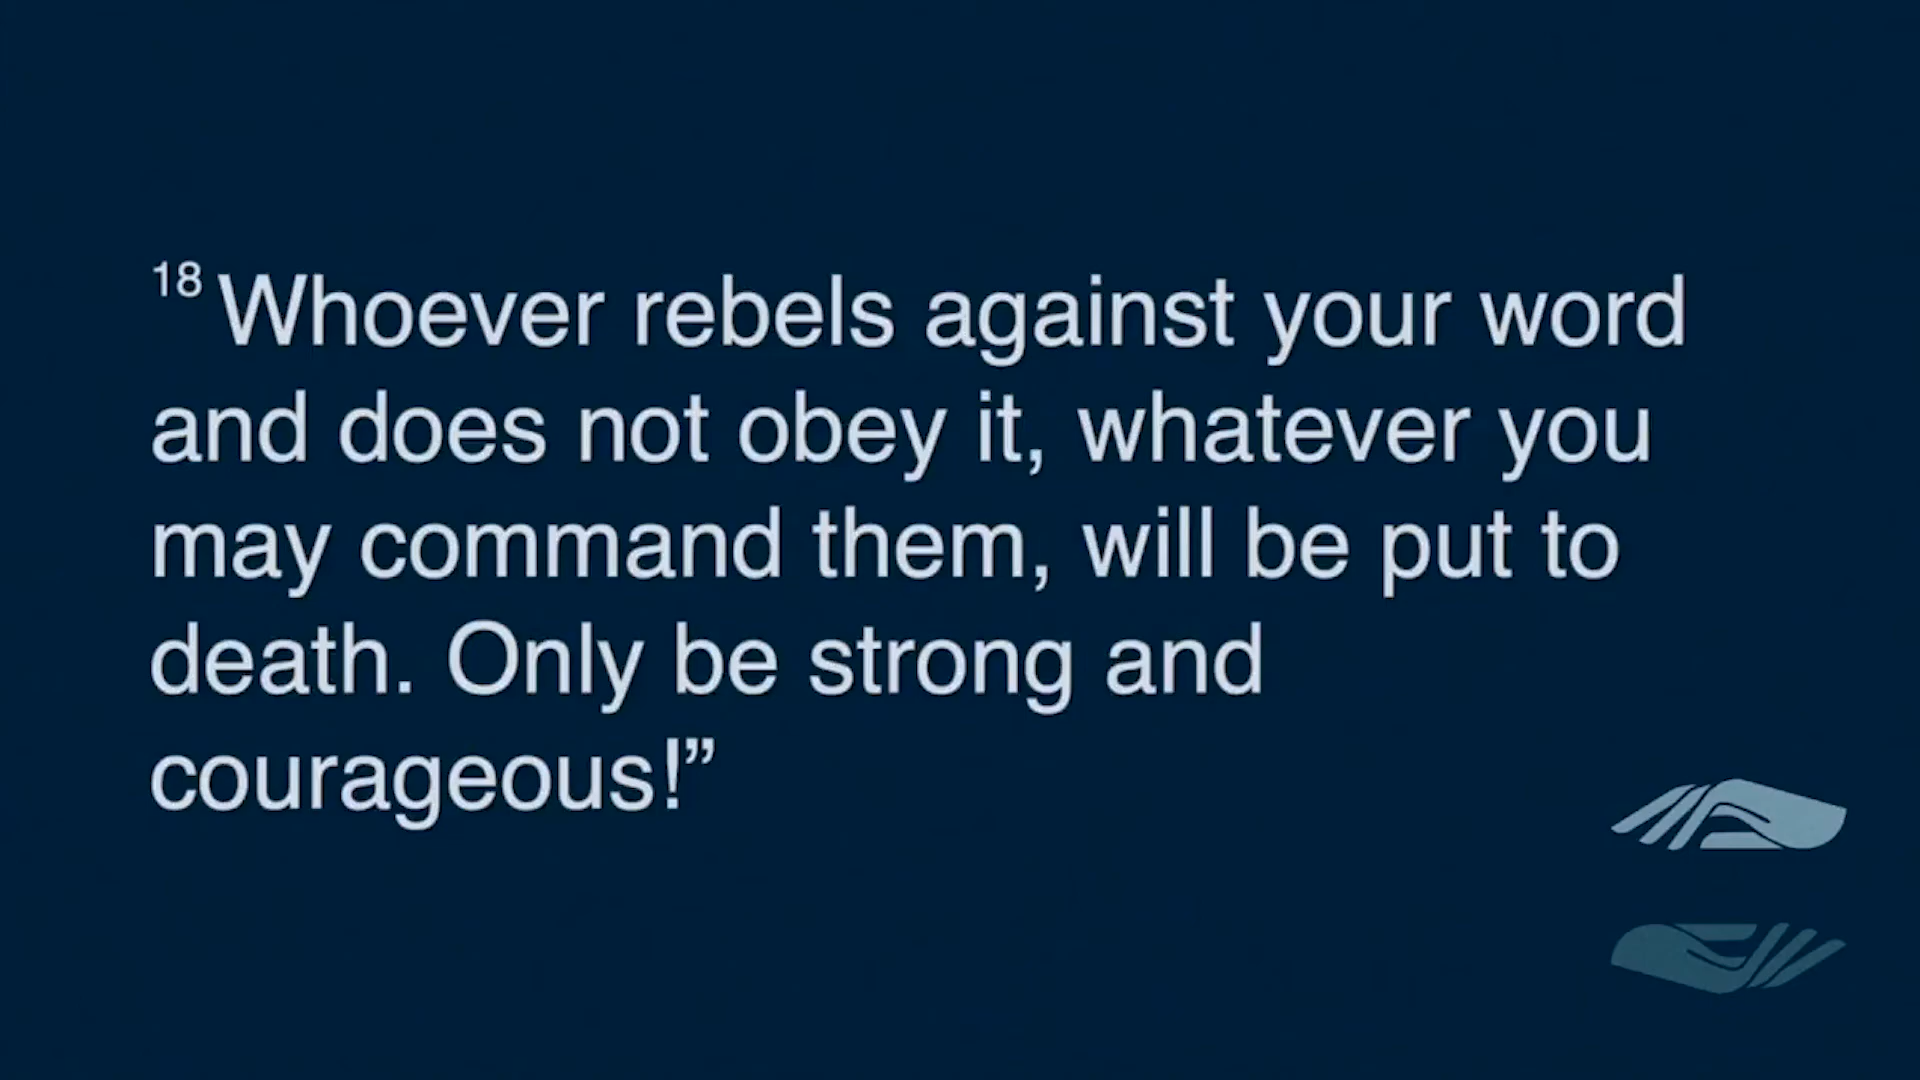 18 Whoever rebels against your word
and does not obey it, whatever you
may command them, will be put to
death. Only be strong and
courageous!”